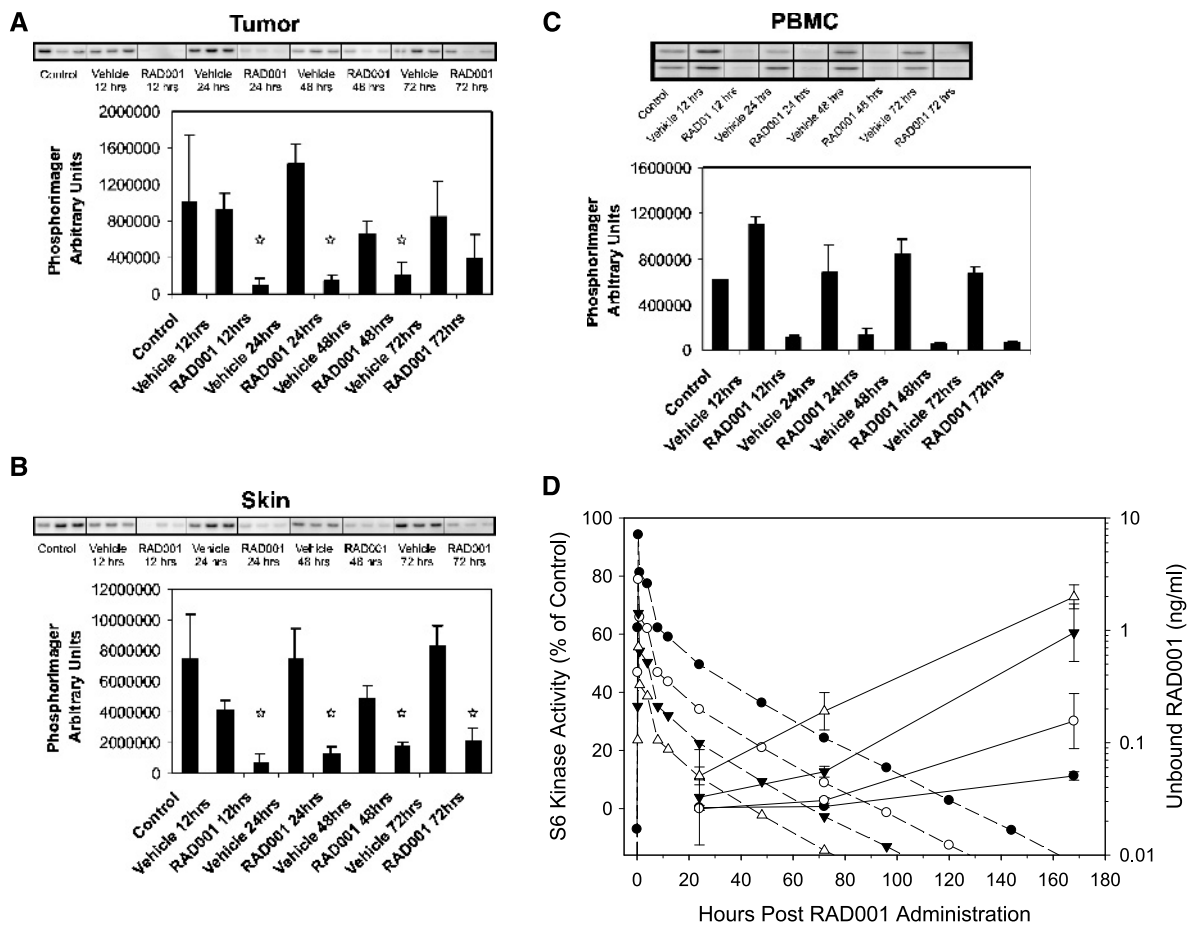 A
Tumor
Control Vehicle 12 hrs RAD001 12 hrs Vehicle 24 hrs RAD001 24 hrs Vehicle 48 hrs RAD001 48 hrs Vehicle 72 hrs RAD001 72 hrs
2000000
1600000
1200000
800000
400000
0
Phosphorimager
Arbitrary Units
Control
Vehicle 12hrs
RAD001 12hrs
Vehicle 24hrs
RAD001 24hrs
Vehicle 48hrs
RAD001 48hrs
Vehicle 72hrs
RAD001 72hrs
B
Skin
Control Vehicle 12 hrs RAD001 12 hrs Vehicle 24 hrs RAD001 24 hrs Vehicle 48 hrs RAD001 48 hrs Vehicle 72 hrs RAD001 72 hrs
12000000
10000000
8000000
6000000
4000000
2000000
0
Phosphorimager
Arbitrary Units
Control
Vehicle 12hrs
RAD001 12hrs
Vehicle 24hrs
RAD001 24hrs
Vehicle 48hrs
RAD001 48hrs
Vehicle 72hrs
RAD001 72hrs
C
PBMC
Control
Vehicle 12 hrs
RAD001 12 hrs
Vehicle 24 hrs
RAD001 24 hrs
Vehicle 48 hrs
RAD001 48 hrs
Vehicle 72 hrs
RAD001 72 hrs
1600000
1200000
800000
400000
0
Phosphorimager
Arbitrary Units
Control
Vehicle 12hrs
RAD001 12hrs
Vehicle 24hrs
RAD001 24hrs
Vehicle 48hrs
RAD001 48hrs
Vehicle 72hrs
RAD001 72hrs
D
100
80
60
40
20
0
S6 Kinase Activity (% of Control)
10
1
0.1
0.01
Unbound RAD001 (ng/ml)
0 20 40 60 80 100 120 140 160 180
Hours Post RAD001 Administration